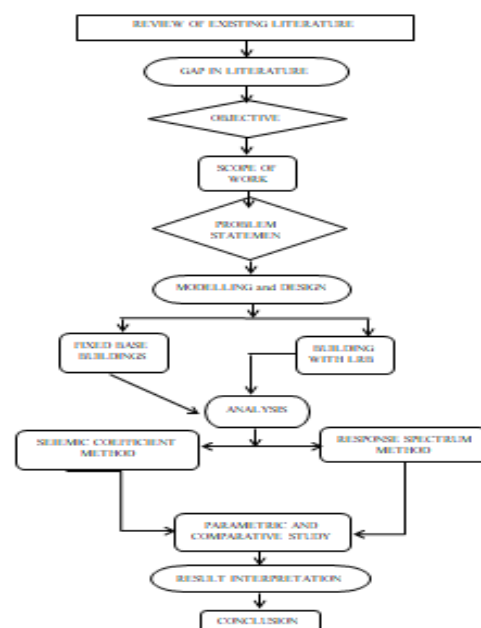 REVIEW OF EXISTING LITERATURE
GAP IN LITERATURE
OBJECTIVE
SCOPE OF
WORK
PROBLEM
STATEMEN
MODELLING and DESIGN
FIXED BASE
BUILDINGS
BUILDING
WITH LRB
ANALYSIS
SEIEMIC COEFFICIENT
METHOD
RESPONSE SPECTRUM
METHOD
PARAMETRIC AND
COMPARATIVE STUDY
RESULT INTERPRETATION
CONCLUSION